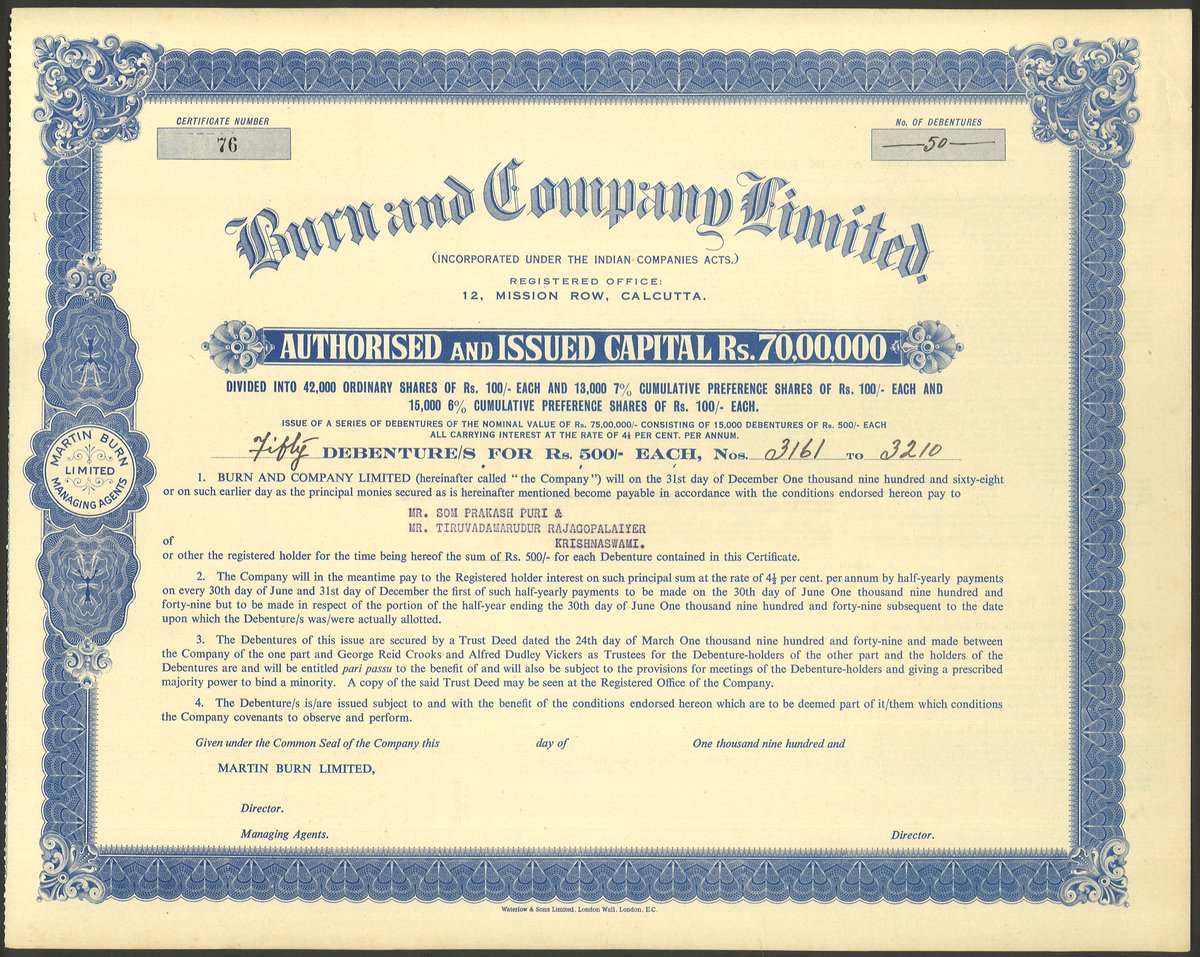 CERTIFICATE NUMBER
76
No. OF DEBENTURES
50
Burn and Company Limited.
(INCORPORATED UNDER THE INDIAN COMPANIES ACTS.)
REGISTERED OFFICE:
12, MISSION ROW, CALCUTTA.
AUTHORISED AND ISSUED CAPITAL Rs. 70,00,000
DIVIDED INTO 42,000 ORDINARY SHARES OF Rs. 100/- EACH AND 13,000 7% CUMULATIVE PREFERENCE SHARES OF Rs. 100/- EACH AND
15,000 6% CUMULATIVE PREFERENCE SHARES OF Rs. 100/- EACH.
ISSUE OF A SERIES OF DEBENTURES OF THE NOMINAL VALUE OF Rs. 75,00,000/- CONSISTING OF 15,000 DEBENTURES OF Rs. 500/- EACH
ALL CARRYING INTEREST AT THE RATE OF 4½ PER CENT. PER ANNUM.
Fifty DEBENTURE/S FOR Rs. 500/- EACH, Nos. 3161 TO 3210
MARTIN BURN
LIMITED
MANAGING AGENTS
1. BURN AND COMPANY LIMITED (hereinafter called "the Company") will on the 31st day of December One thousand nine hundred and sixty-eight
or on such earlier day as the principal monies secured as is hereinafter mentioned become payable in accordance with the conditions endorsed hereon pay to
MR. SOM PRAKASH PURI &
MR. TIRUVADAMARUDUR RAJAGOPALAIYER
KRISHNASWAMI.
of
or other the registered holder for the time being hereof the sum of Rs. 500/- for each Debenture contained in this Certificate.
2. The Company will in the meantime pay to the Registered holder interest on such principal sum at the rate of 4½ per cent. per annum by half-yearly payments
on every 30th day of June and 31st day of December the first of such half-yearly payments to be made on the 30th day of June One thousand nine hundred and
forty-nine but to be made in respect of the portion of the half-year ending the 30th day of June One thousand nine hundred and forty-nine subsequent to the date
upon which the Debenture/s was/were actually allotted.
3. The Debentures of this issue are secured by a Trust Deed dated the 24th day of March One thousand nine hundred and forty-nine and made between
the Company of the one part and George Reid Crooks and Alfred Dudley Vickers as Trustees for the Debenture-holders of the other part and the holders of the
Debentures are and will be entitled pari passu to the benefit of and will also be subject to the provisions for meetings of the Debenture-holders and giving a prescribed
majority power to bind a minority. A copy of the said Trust Deed may be seen at the Registered Office of the Company.
4. The Debenture/s is/are issued subject to and with the benefit of the conditions endorsed hereon which are to be deemed part of it/them which conditions
the Company covenants to observe and perform.
Given under the Common Seal of the Company this day of One thousand nine hundred and
MARTIN BURN LIMITED,
Director.
Managing Agents. Director.
Waterlow & Sons Limited, London Wall, London, E.C.